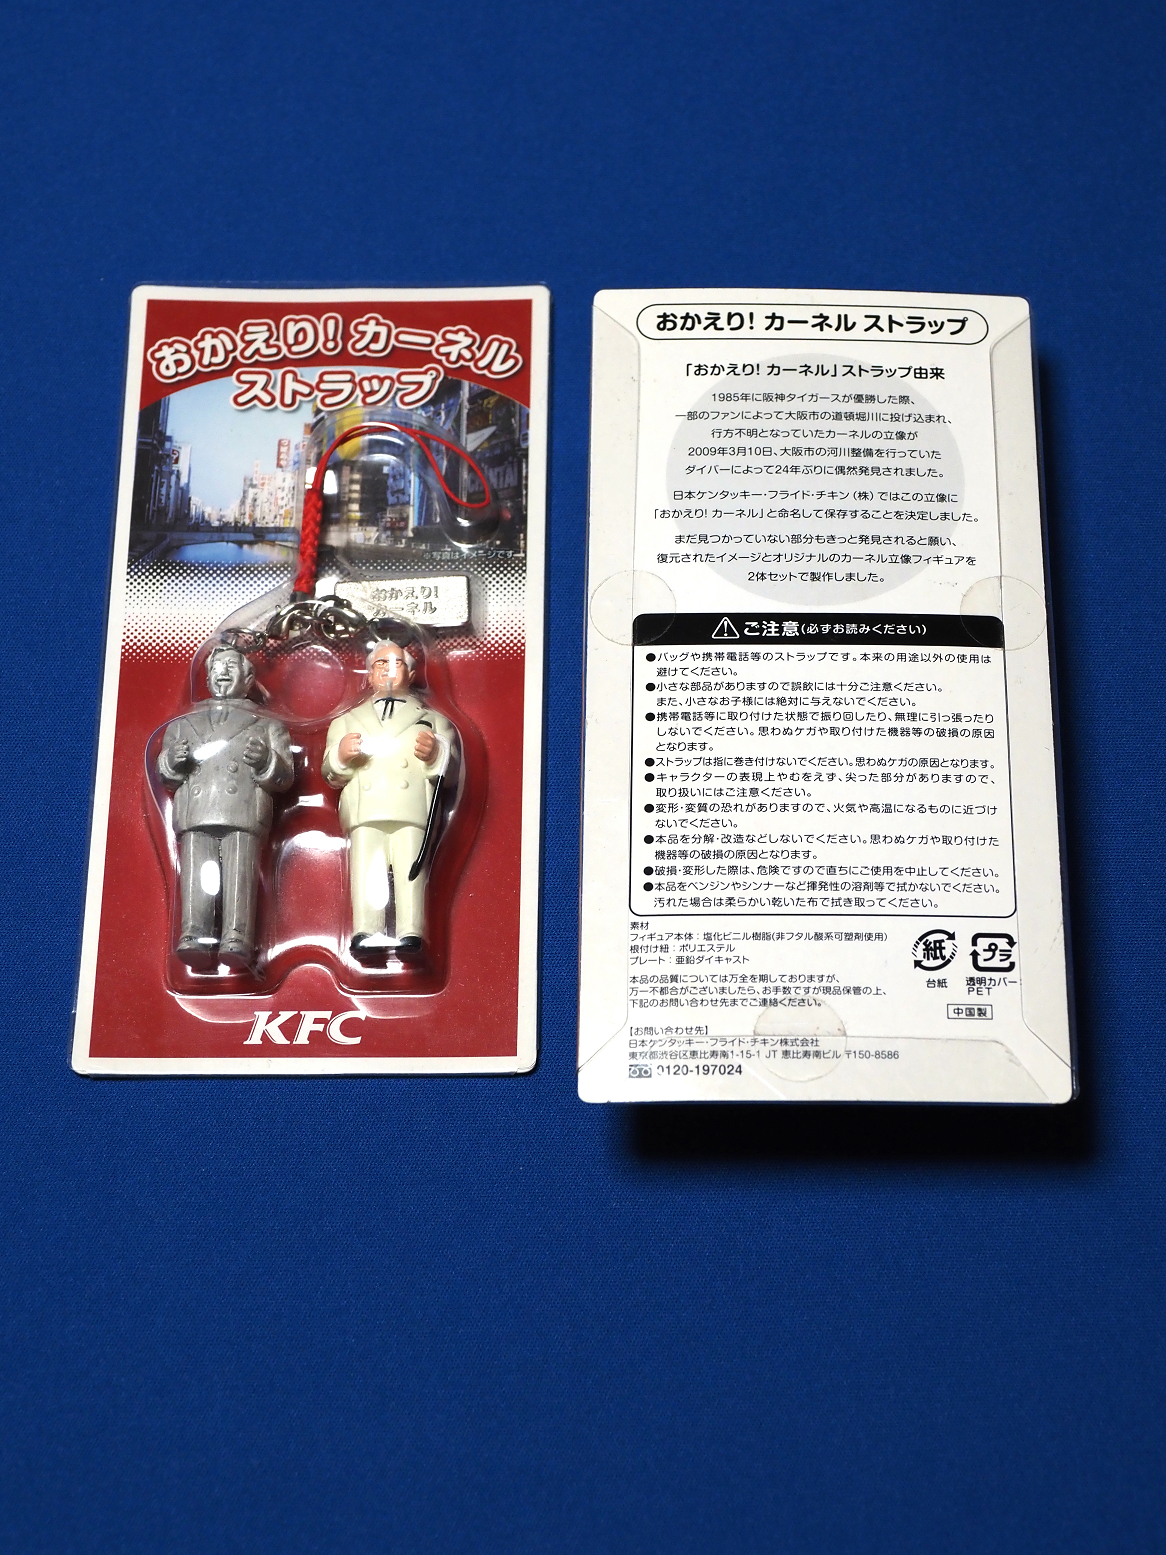 おかえり! カーネル
ストラップ
※写真はイメージです
おかえり!
カーネル
KFC
おかえり! カーネル ストラップ
「おかえり! カーネル」ストラップ由来
1985年に阪神タイガースが優勝した際、
一部のファンによって大阪市の道頓堀川に投げ込まれ、
行方不明となっていたカーネルの立像が
2009年3月10日、大阪市の河川整備を行っていた
ダイバーによって24年ぶりに偶然発見されました。
日本ケンタッキー・フライド・チキン(株)ではこの立像に
「おかえり! カーネル」と命名して保存することを決定しました。
まだ見つかっていない部分もきっと発見されると願い、
復元されたイメージとオリジナルのカーネル立像フィギュアを
2体セットで製作しました。
ご注意(必ずお読みください)
●バッグや携帯電話等のストラップです。本来の用途以外の使用は
避けてください。
●小さな部品がありますので誤飲には十分ご注意ください。
また、小さなお子様には絶対に与えないでください。
●携帯電話等に取り付けた状態で振り回したり、無理に引っ張ったり
しないでください。思わぬケガや取り付けた機器等の破損の原因
となります。
●ストラップは指に巻き付けないでください。思わぬケガの原因となります。
●キャラクターの表現上やむをえず、尖った部分がありますので、
取り扱いにはご注意ください。
●変形・変質の恐れがありますので、火気や高温になるものに近づけ
ないでください。
●本品を分解・改造などしないでください。思わぬケガや取り付けた
機器等の破損の原因となります。
●破損・変形した際は、危険ですので直ちにご使用を中止してください。
●本品をベンジンやシンナーなど揮発性の溶剤等で拭かないでください。
汚れた場合は柔らかい乾いた布で拭き取ってください。
素材
フィギュア本体:塩化ビニル樹脂(非フタル酸系可塑剤使用)
根付け紐:ポリエステル
プレート:亜鉛ダイキャスト
本品の品質については万全を期しておりますが、
万一不都合がございましたら、お手数ですが現品保管の上、
下記のお問い合わせ先までご連絡ください。
紙
台紙
プラ
透明カバー
PET
中国製
【お問い合わせ先】
日本ケンタッキー・フライド・チキン株式会社
東京都渋谷区恵比寿南1-15-1 JT 恵比寿南ビル 〒150-8586
0120-197024